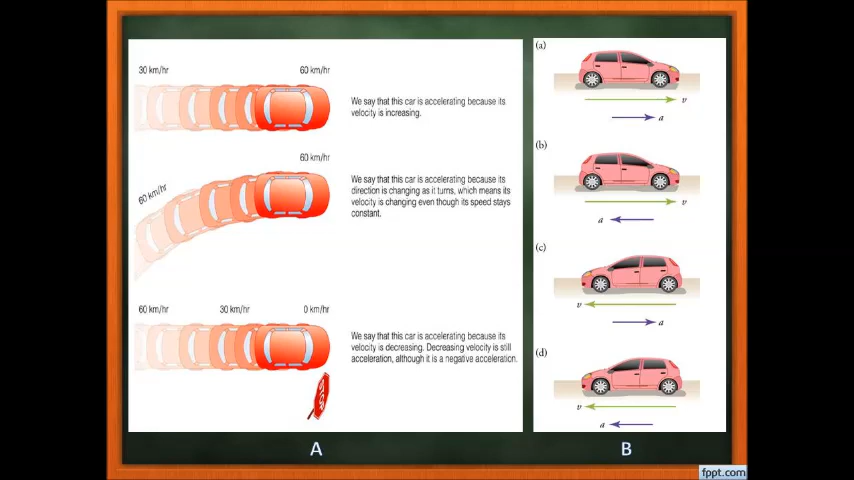 30 km/hr
60 km/hr
We say that this car is accelerating because its
velocity is increasing.
60 km/hr
60 km/hr
We say that this car is accelerating because its
direction is changing as it turns, which means its
velocity is changing even though its speed stays
constant.
60 km/hr
30 km/hr
0 km/hr
We say that this car is accelerating because its
velocity is decreasing. Decreasing velocity is still
acceleration, although it is a negative acceleration.
STOP
A
(a)
v
a
(b)
v
a
(c)
v
a
(d)
v
a
B
fppt.com